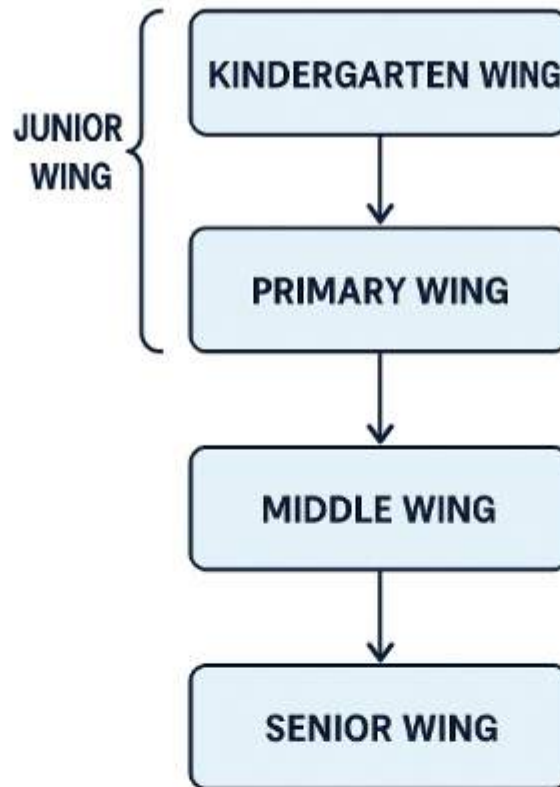 KINDERGARTEN WING
JUNIOR
WING
PRIMARY WING
MIDDLE WING
SENIOR WING